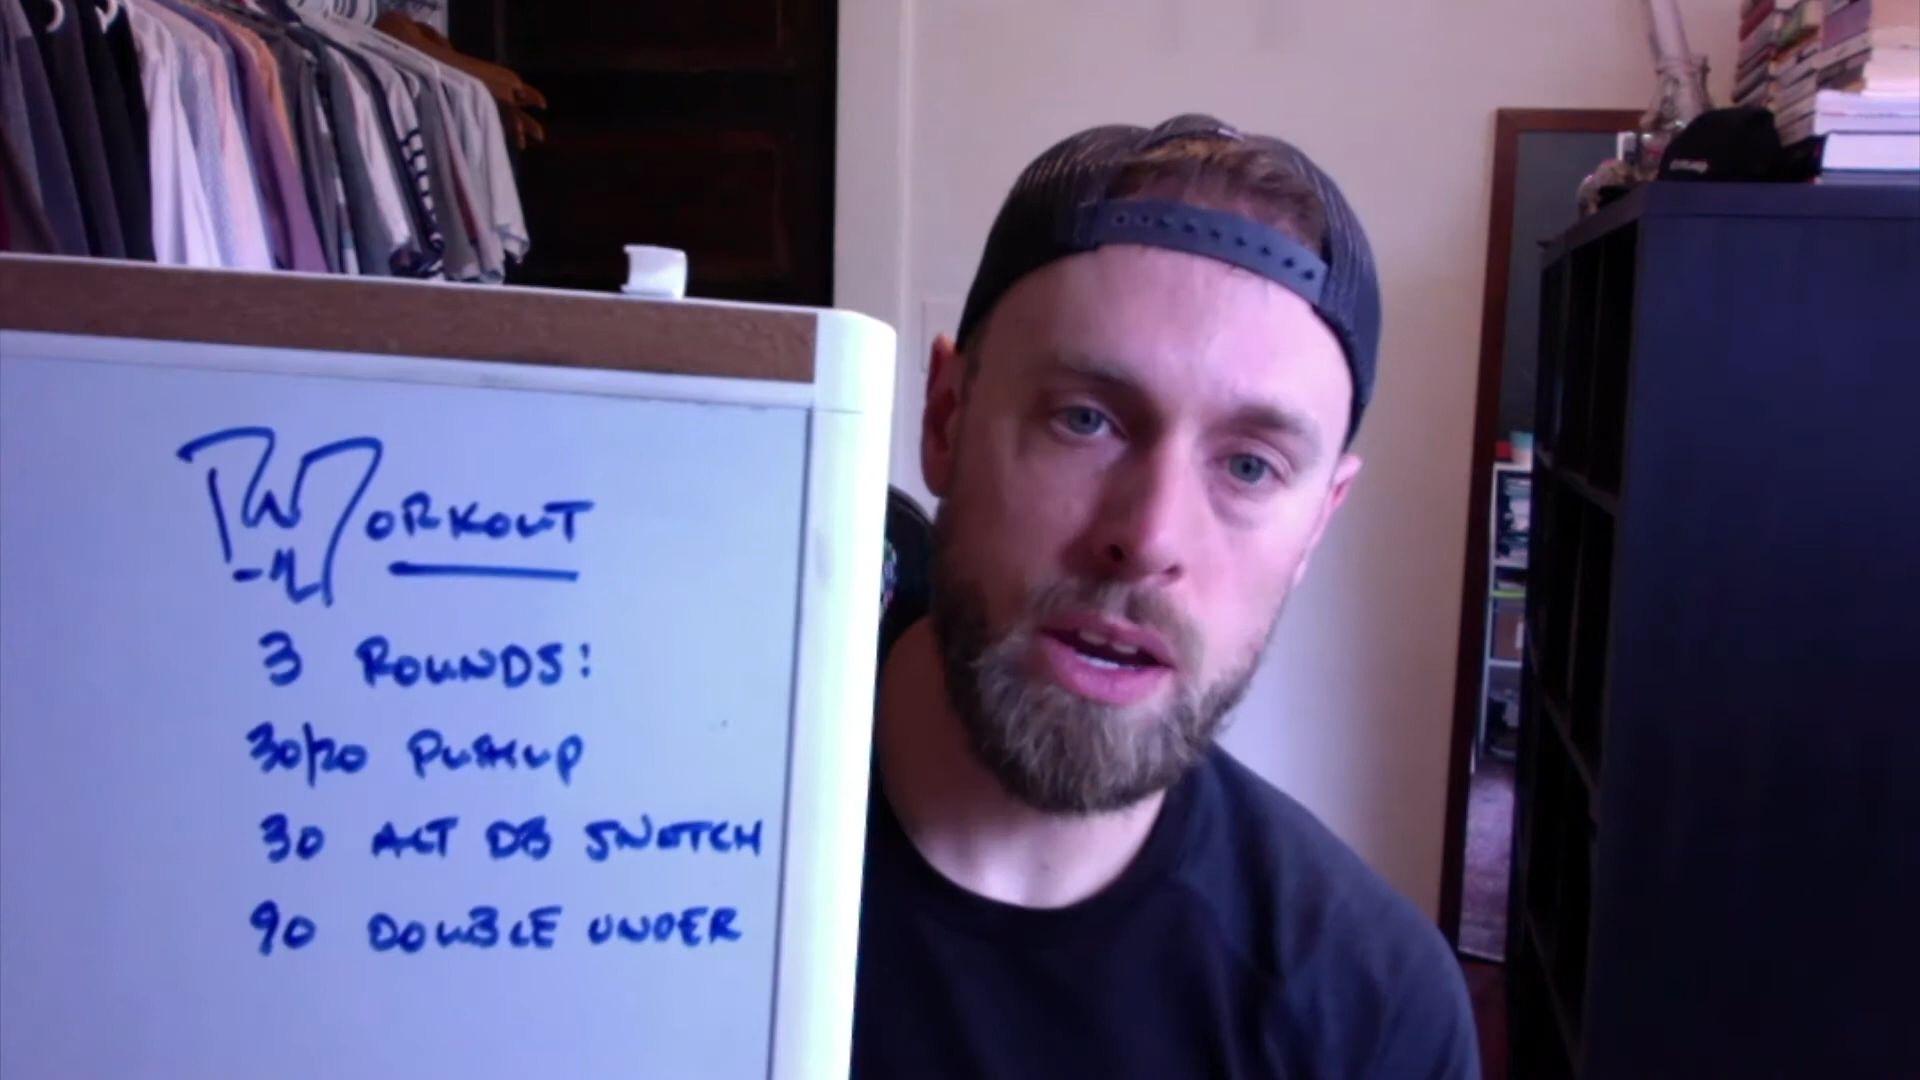 WORKOUT
3 ROUNDS:
30/20 PUSHUP
30 ALT DB SNATCH
90 DOUBLE UNDER